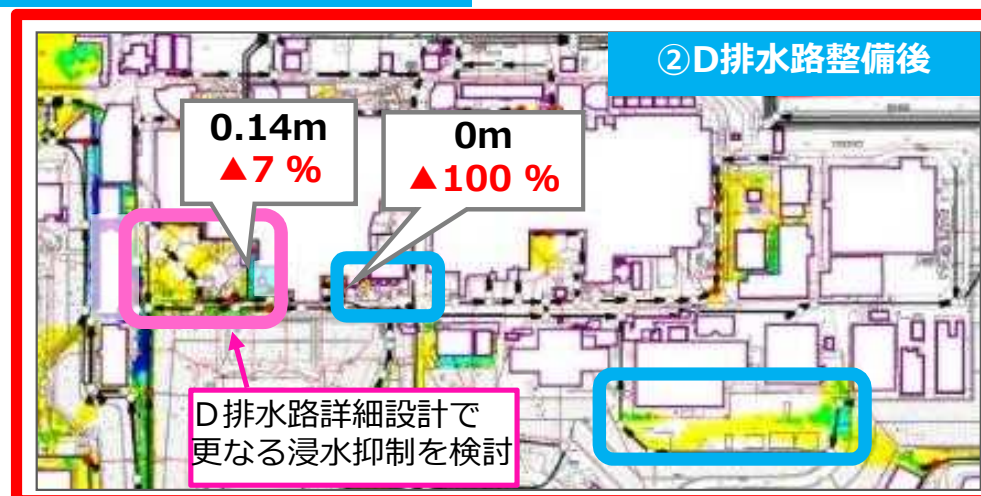 ②D排水路整備後
0.14m
▲7 %
0m
▲100 %
D排水路詳細設計で
更なる浸水抑制を検討